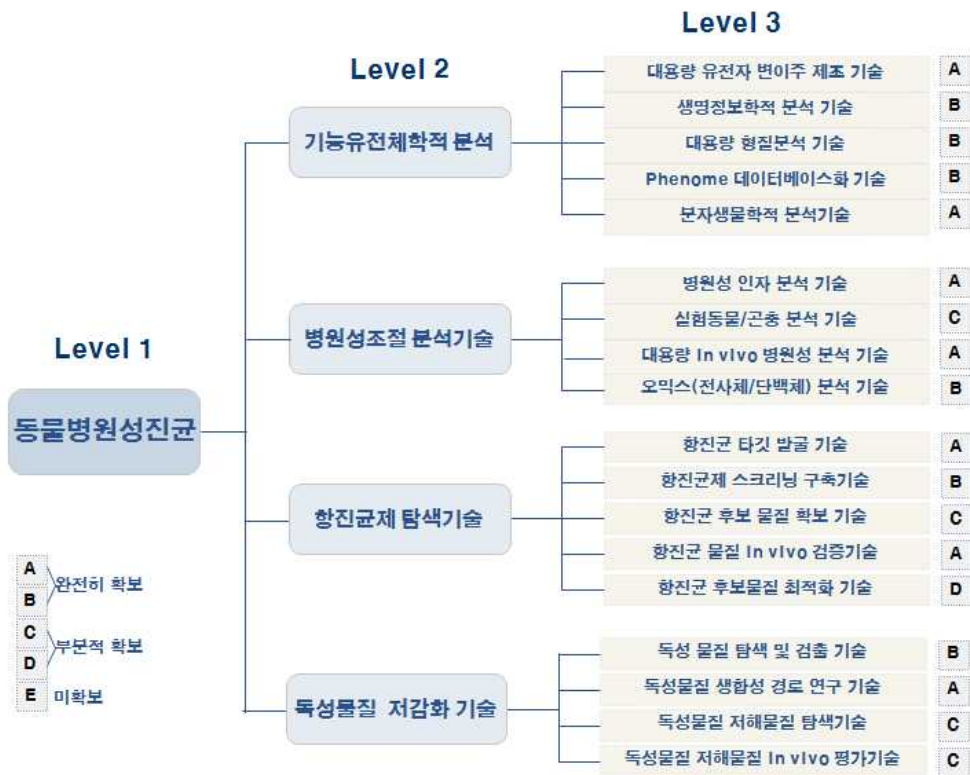 Level 3
Level 2
Level 1
동물병원성진균
기능유전체학적 분석
대용량 유전자 변이주 제조 기술 A
생명정보학적 분석 기술 B
대용량 형질분석 기술 B
Phenome 데이터베이스화 기술 B
분자생물학적 분석기술 A
병원성조절 분석기술
병원성 인자 분석 기술 A
실험동물/곤충 분석 기술 C
대용량 In vivo 병원성 분석 기술 A
오믹스(전사체/단백체) 분석 기술 B
항진균제 탐색기술
항진균 타깃 발굴 기술 A
항진균제 스크리닝 구축기술 B
항진균 후보 물질 확보 기술 C
항진균 물질 In vivo 검증기술 A
항진균 후보물질 최적화 기술 D
독성물질 저감화 기술
독성 물질 탐색 및 검출 기술 B
독성물질 생합성 경로 연구 기술 A
독성물질 저해물질 탐색기술 C
독성물질 저해물질 In vivo 평가기술 C
A
B 완전히 확보
C
D 부분적 확보
E 미확보